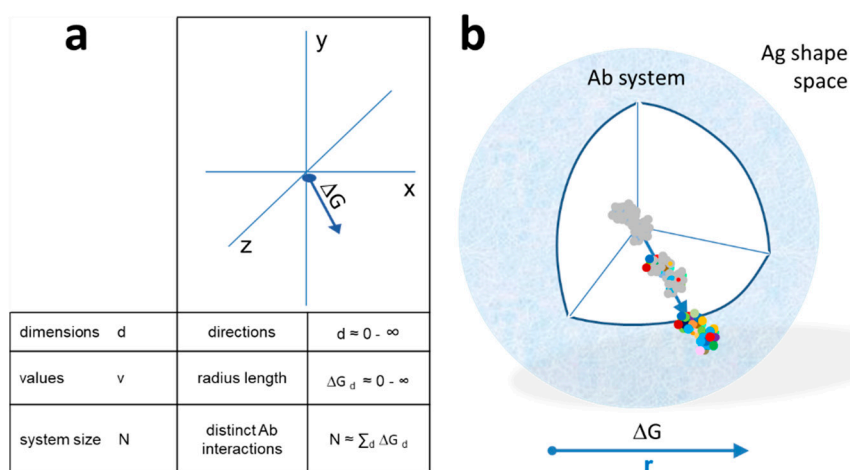 a
y
x
z
ΔG
dimensions d directions d ≈ 0 - ∞
values v radius length ΔG d ≈ 0 - ∞
system size N distinct Ab
interactions N ≈ ∑d ΔG d
b
Ab system
Ag shape
space
ΔG
r